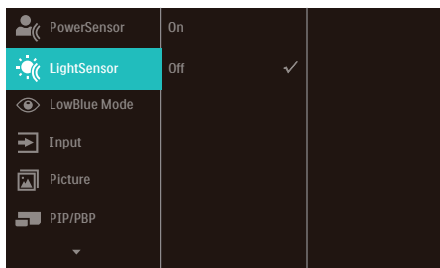 PowerSensor
On
LightSensor
Off
LowBlue Mode
Input
Picture
PIP/PBP